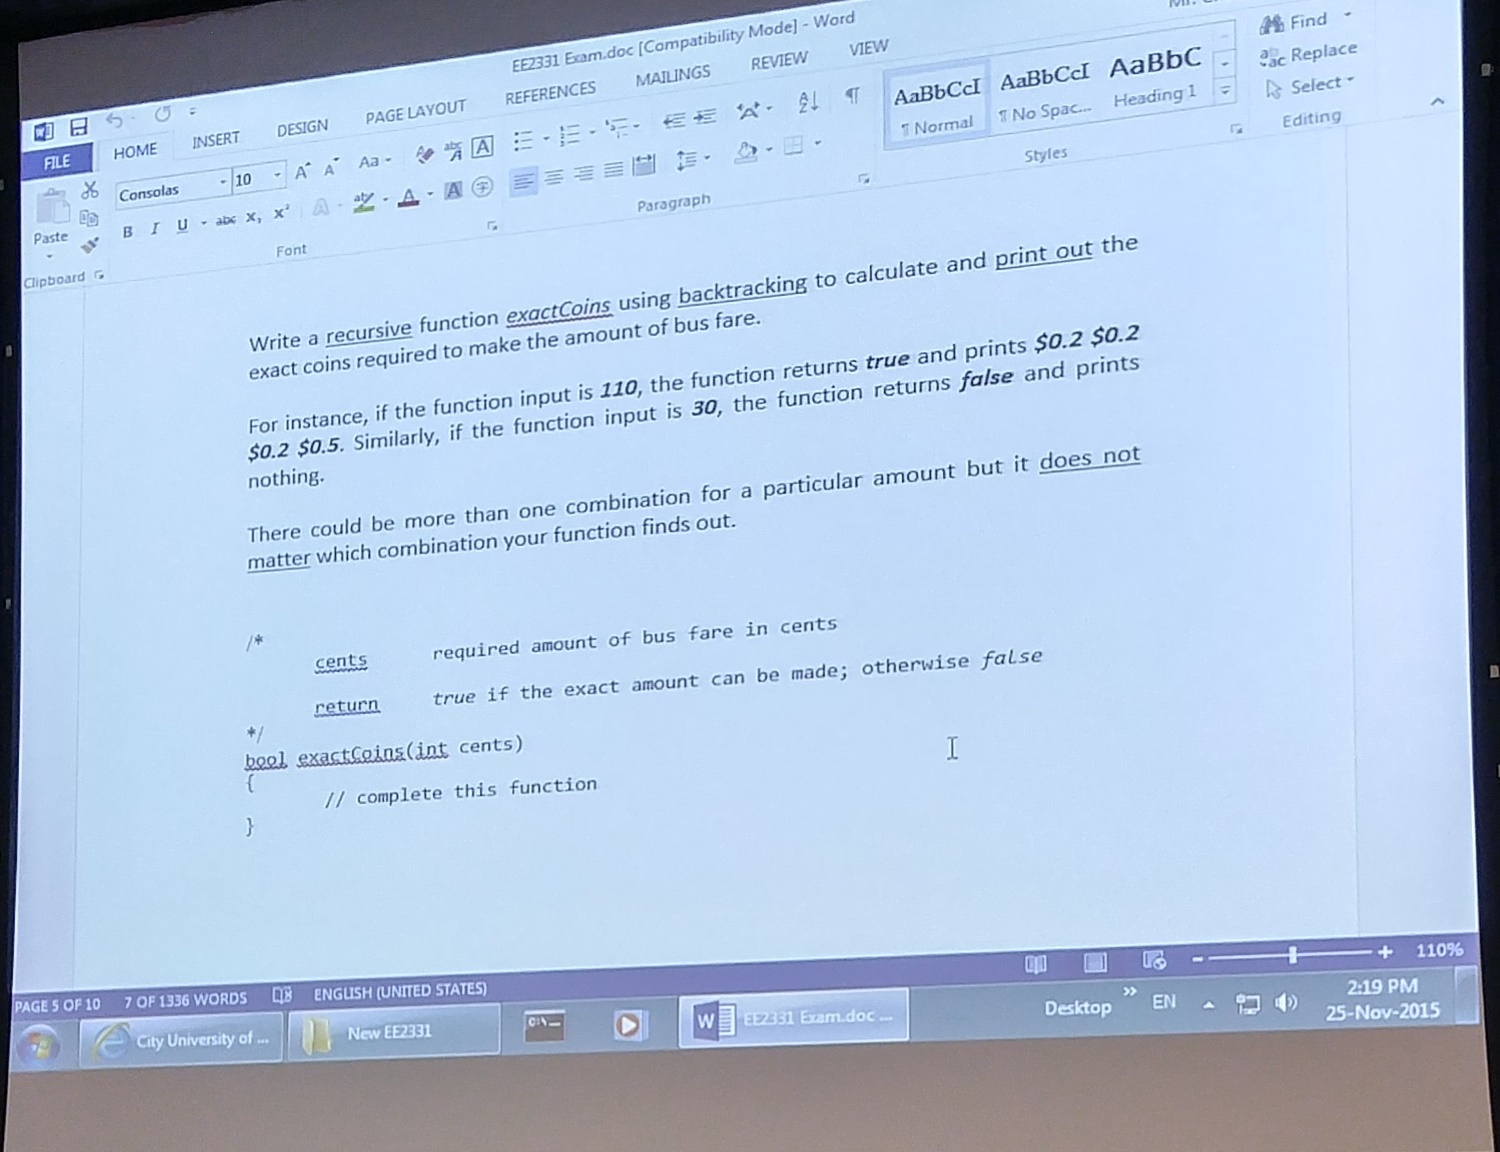 EE2331 Exam.doc [Compatibility Mode] - Word
FILE HOME INSERT DESIGN PAGE LAYOUT REFERENCES MAILINGS REVIEW VIEW
Consolas 10
Paste
Clipboard
Font
Paragraph
AaBbCcI AaBbCcI AaBbC
¶ Normal ¶ No Spac... Heading 1
Styles
Find
Replace
Select
Editing
Write a recursive function exactCoins using backtracking to calculate and print out the
exact coins required to make the amount of bus fare.
For instance, if the function input is 110, the function returns true and prints $0.2 $0.2
$0.2 $0.5. Similarly, if the function input is 30, the function returns false and prints
nothing.
There could be more than one combination for a particular amount but it does not
matter which combination your function finds out.
/*
cents required amount of bus fare in cents
return true if the exact amount can be made; otherwise false
*/
bool exactCoins(int cents)
{
// complete this function
}
PAGE 5 OF 10 7 OF 1336 WORDS ENGLISH (UNITED STATES) 110%
City University of ... New EE2331 EE2331 Exam.doc ... Desktop EN 2:19 PM
25-Nov-2015